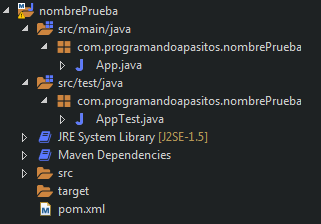 nombrePrueba
src/main/java
com.programandoapasitos.nombrePrueba
App.java
src/test/java
com.programandoapasitos.nombrePrueba
AppTest.java
JRE System Library [J2SE-1.5]
Maven Dependencies
src
target
pom.xml